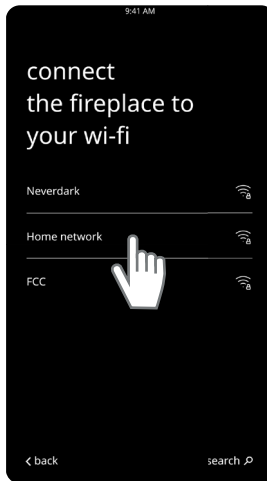 9:41 AM
connect
the fireplace to
your wi-fi
Neverdark
Home network
FCC
back
search